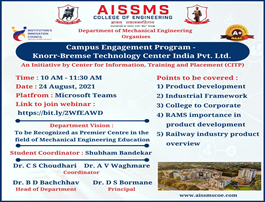 AISSMS
COLLEGE OF ENGINEERING
INSTITUTION'S
INNOVATION
COUNCIL
Department of Mechanical Engineering
Organizes
Campus Engagement Program -
Knorr-Bremse Technology Center India Pvt. Ltd.
An Initiative by Center for Information, Training and Placement (CITP)
Time : 10 AM - 11:30 AM
Date : 24 August, 2021
Platfrom : Microsoft Teams
Link to join webinar :
https://bit.ly/2WfEAWD
Department Vision :
To be Recognized as Premier Centre in the
field of Mechanical Engineering Education
Points to be covered :
1) Product Development
2) Industrial Framework
3) College to Corporate
4) RAMS importance in
product development
5) Railway industry product
overview
Student Coordinator : Shubham Bandekar
Dr. C S Choudhari Dr. A V Waghmare
Coordinator
Dr. B D Bachchhav Dr. D S Bormane
Head of Department Principal
www.aissmscoe.com